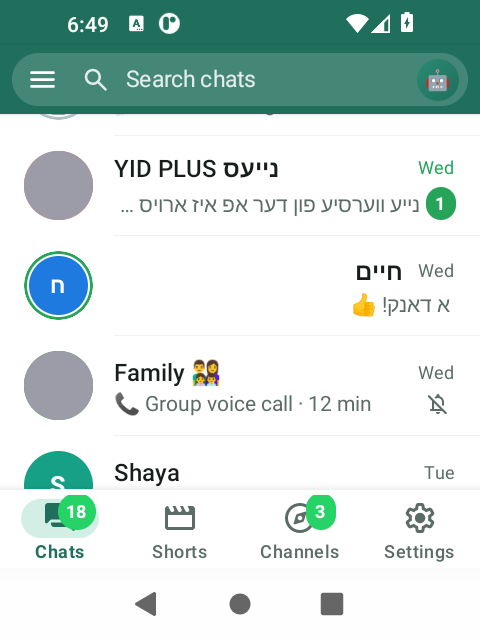 6:49
Search chats
YID PLUS נייעס
Wed
נייע ווערסיע פון דער אפ איז ארויס ...
1
חיים
Wed
א דאנק! 👍
ח
Family 👨‍👩‍👧‍👦
Wed
📞 Group voice call · 12 min
S
Shaya
Tue
18
3
Chats
Shorts
Channels
Settings